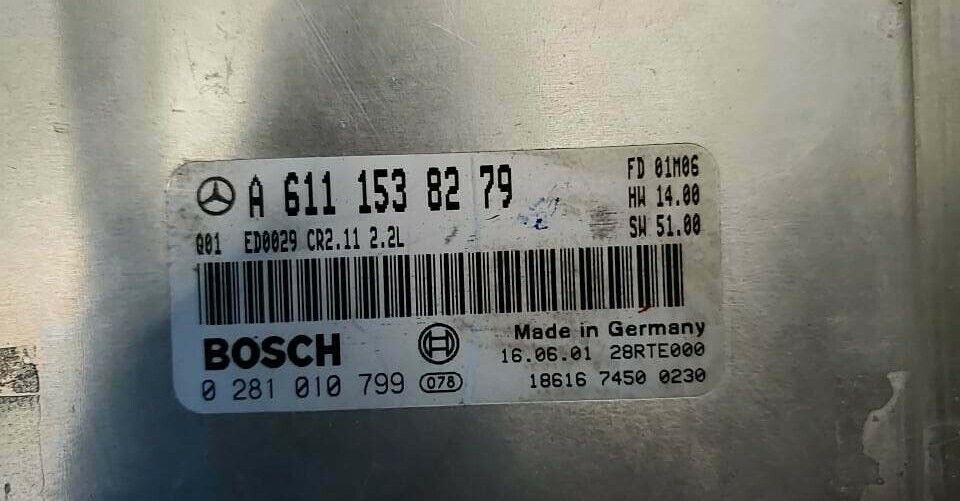 A 611 153 82 79
FD 01M06
HW 14.00
SW 51.00
Q01 ED0029 CR2.11 2.2L
BOSCH
Made in Germany
16.06.01 28RTE000
0 281 010 799 078
18616 7450 0230